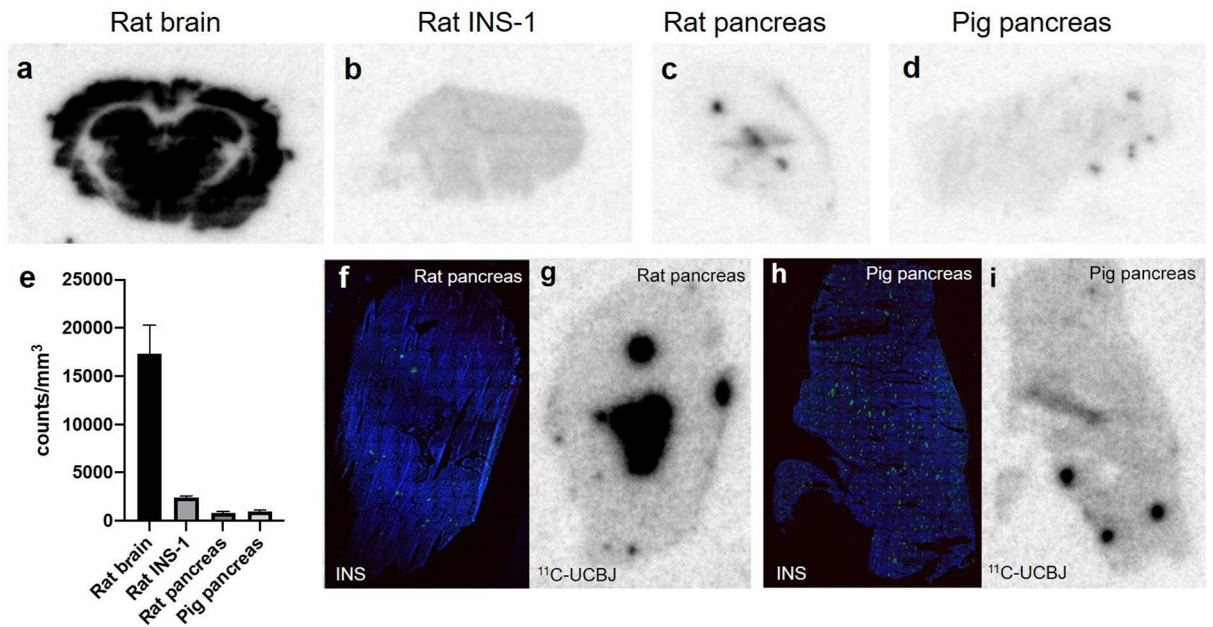 Rat brain
Rat INS-1
Rat pancreas
Pig pancreas
a
b
c
d
e
25000
20000
15000
10000
5000
0
counts/mm³
Rat brain
Rat INS-1
Rat pancreas
Pig pancreas
f
Rat pancreas
INS
g
Rat pancreas
¹¹C-UCBJ
h
Pig pancreas
INS
i
Pig pancreas
¹¹C-UCBJ